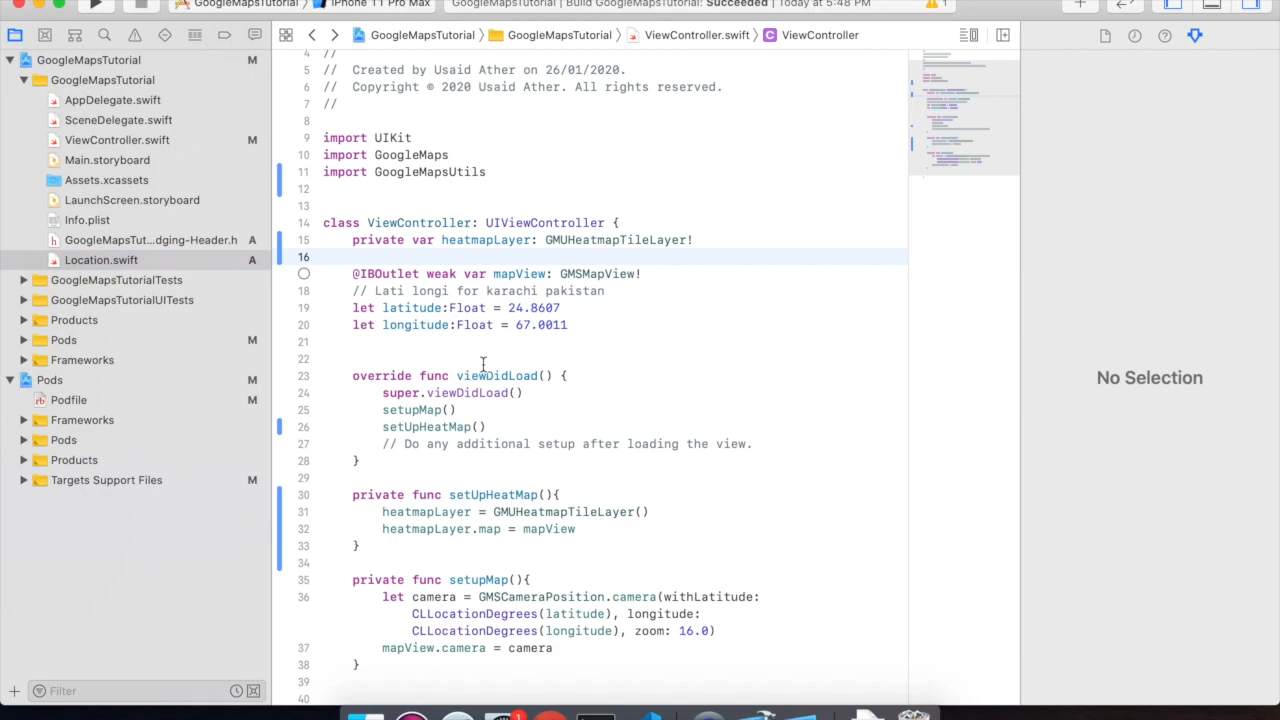 GoogleMapsTutorial iPhone 11 Pro Max GoogleMapsTutorial | Build GoogleMapsTutorial: Succeeded | Today at 5:48 PM 1
GoogleMapsTutorial GoogleMapsTutorial ViewController.swift ViewController
GoogleMapsTutorial M
GoogleMapsTutorial
AppDelegate.swift
SceneDelegate.swift
LaunchScreen.storyboard
Info.plist
GoogleMapsTut...dging-Header.h A
Location.swift A
GoogleMapsTutorialTests
GoogleMapsTutorialUITests
Products
Pods M
Frameworks
Pods M
Podfile M
Frameworks
Pods
Products
Targets Support Files M
Filter
4 //
5 // Created by Usaid Ather on 26/01/2020.
6 // Copyright © 2020 Usaid Ather. All rights reserved.
7 //
8
9 import UIKit
10 import GoogleMaps
11 import GoogleMapsUtils
12
13
14 class ViewController: UIViewController {
15 private var heatmapLayer: GMUHeatmapTileLayer!
16
@IBOutlet weak var mapView: GMSMapView!
18 // Lati longi for karachi pakistan
19 let latitude:Float = 24.8607
20 let longitude:Float = 67.0011
21
22
23 override func viewDidLoad() {
24 super.viewDidLoad()
25 setupMap()
26 setUpHeatMap()
27 // Do any additional setup after loading the view.
28 }
29
30 private func setUpHeatMap(){
31 heatmapLayer = GMUHeatmapTileLayer()
32 heatmapLayer.map = mapView
33 }
34
35 private func setupMap(){
36 let camera = GMSCameraPosition.camera(withLatitude:
CLLocationDegrees(latitude), longitude:
CLLocationDegrees(longitude), zoom: 16.0)
37 mapView.camera = camera
38 }
39
40
No Selection
1